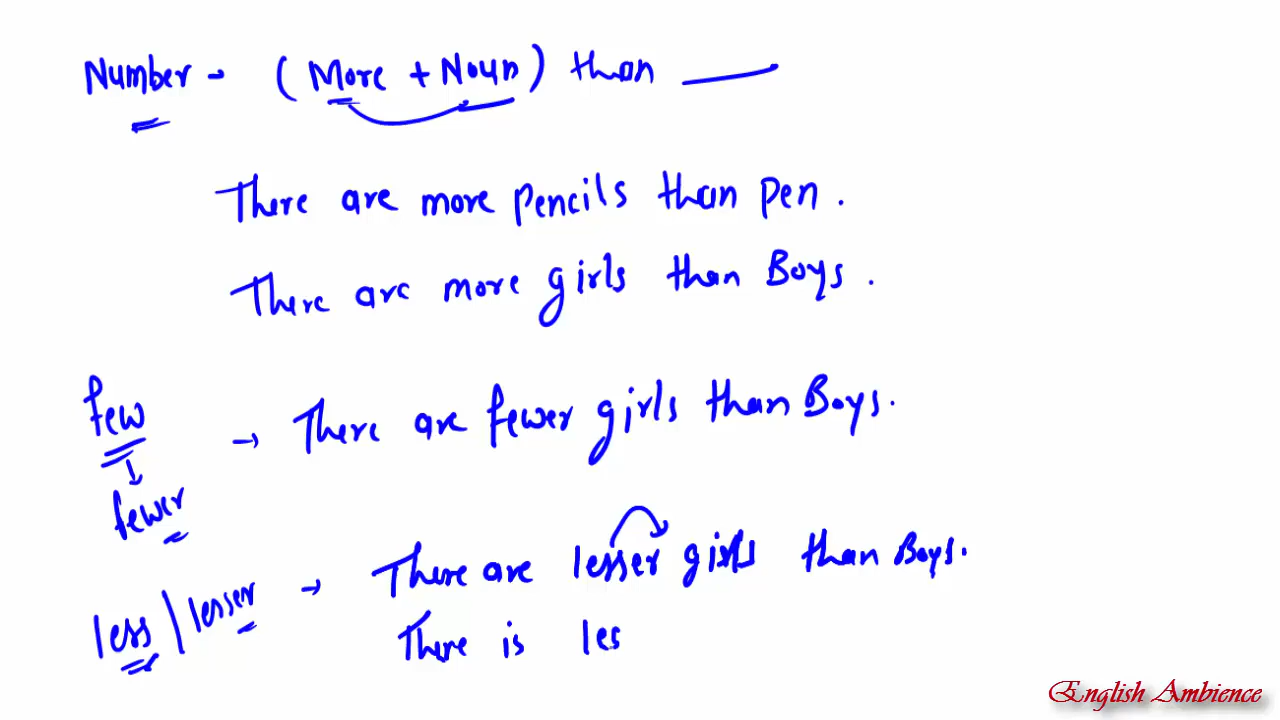 Number - (More + Noun) than ___
There are more pencils than pen.
There are more girls than Boys.
few → There are fewer girls than Boys.
fewer
less | lesser → There are lesser girls than Boys.
There is les
English Ambience